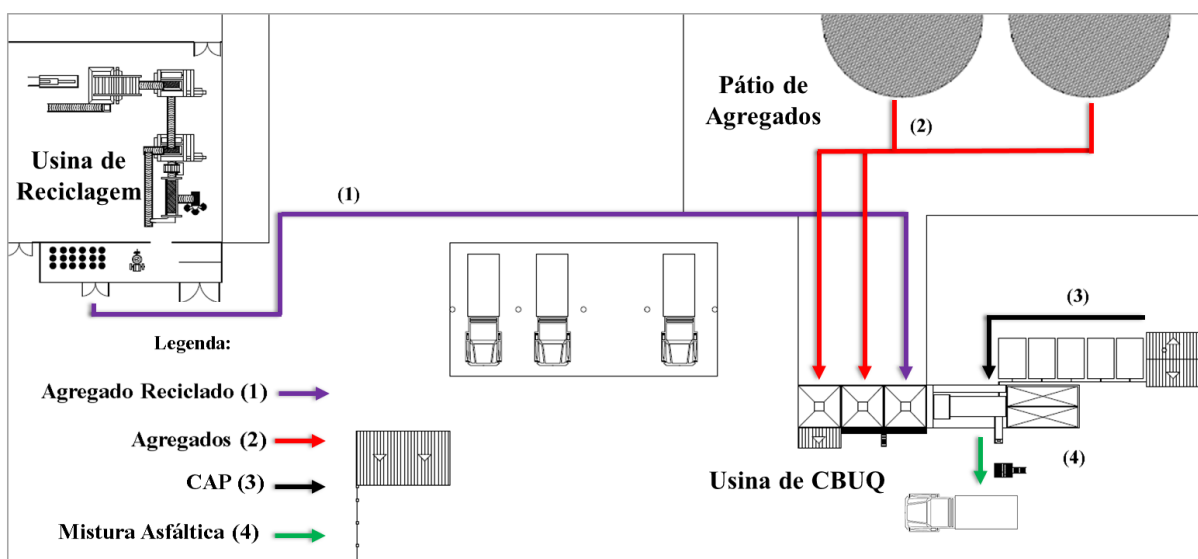 Pátio de
Agregados
(2)
Usina de
Reciclagem
(1)
(3)
Legenda:
Agregado Reciclado (1)
Agregados (2)
CAP (3)
Mistura Asfáltica (4)
Usina de CBUQ
(4)